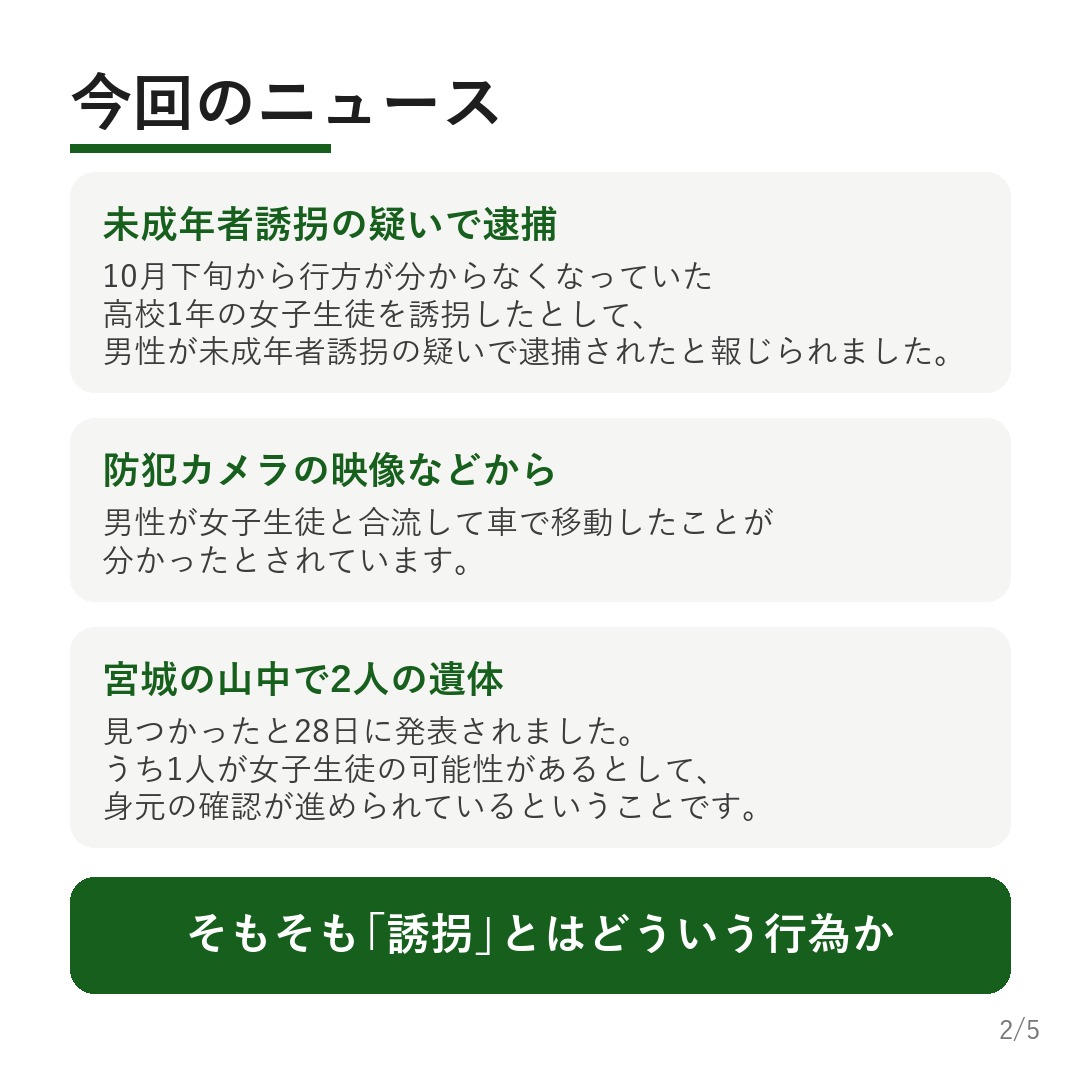 今回のニュース
未成年者誘拐の疑いで逮捕
10月下旬から行方が分からなくなっていた
高校1年の女子生徒を誘拐したとして、
男性が未成年者誘拐の疑いで逮捕されたと報じられました。
防犯カメラの映像などから
男性が女子生徒と合流して車で移動したことが
分かったとされています。
宮城の山中で2人の遺体
見つかったと28日に発表されました。
うち1人が女子生徒の可能性があるとして、
身元の確認が進められているということです。
そもそも「誘拐」とはどういう行為か
2/5